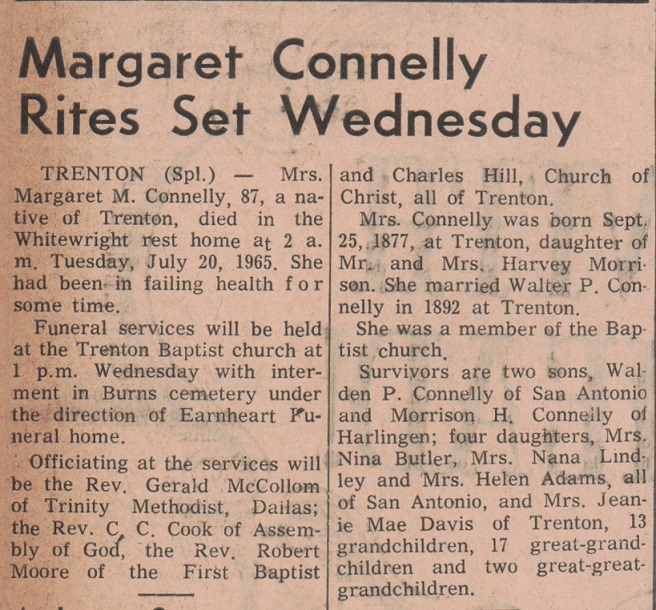 Margaret Connelly
Rites Set Wednesday
TRENTON (Spl.) — Mrs.
Margaret M. Connelly, 87, a na-
tive of Trenton, died in the
Whitewright rest home at 2 a.
m. Tuesday, July 20, 1965. She
had been in failing health for
some time.
Funeral services will be held
at the Trenton Baptist church at
1 p.m. Wednesday with inter-
ment in Burns cemetery under
the direction of Earnheart Fu-
neral home.
Officiating at the services will
be the Rev. Gerald McCollom
of Trinity Methodist, Dallas;
the Rev. C. C. Cook of Assem-
bly of God, the Rev. Robert
Moore of the First Baptist
and Charles Hill, Church of
Christ, all of Trenton.
Mrs. Connelly was born Sept.
25, 1877, at Trenton, daughter of
Mr. and Mrs. Harvey Morri-
son. She married Walter P. Con-
nelly in 1892 at Trenton.
She was a member of the Bap-
tist church.
Survivors are two sons, Wal-
den P. Connelly of San Antonio
and Morrison H. Connelly of
Harlingen; four daughters, Mrs.
Nina Butler, Mrs. Nana Lind-
ley and Mrs. Helen Adams, all
of San Antonio, and Mrs. Jean-
ie Mae Davis of Trenton, 13
grandchildren, 17 great-grand-
children and two great-great-
grandchildren.